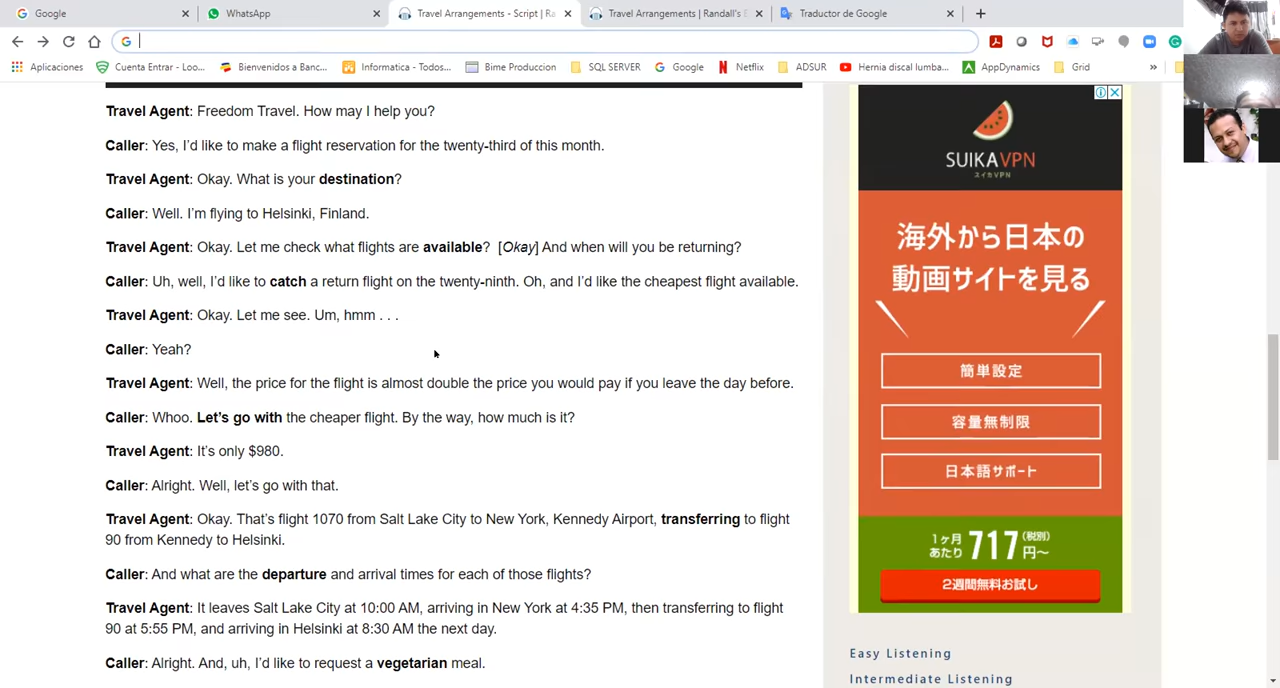 Google
WhatsApp
Travel Arrangements - Script | Ra
Travel Arrangements | Randall's E
Traductor de Google
Aplicaciones
Cuenta Entrar - Loo...
Bienvenidos a Banc...
Informatica - Todos...
Bime Produccion
SQL SERVER
Google
Netflix
ADSUR
Hernia discal lumba...
AppDynamics
Grid
»
Travel Agent: Freedom Travel. How may I help you?
Caller: Yes, I'd like to make a flight reservation for the twenty-third of this month.
Travel Agent: Okay. What is your destination?
Caller: Well. I'm flying to Helsinki, Finland.
Travel Agent: Okay. Let me check what flights are available? [Okay] And when will you be returning?
Caller: Uh, well, I'd like to catch a return flight on the twenty-ninth. Oh, and I'd like the cheapest flight available.
Travel Agent: Okay. Let me see. Um, hmm . . .
Caller: Yeah?
Travel Agent: Well, the price for the flight is almost double the price you would pay if you leave the day before.
Caller: Whoo. Let's go with the cheaper flight. By the way, how much is it?
Travel Agent: It's only $980.
Caller: Alright. Well, let's go with that.
Travel Agent: Okay. That's flight 1070 from Salt Lake City to New York, Kennedy Airport, transferring to flight
90 from Kennedy to Helsinki.
Caller: And what are the departure and arrival times for each of those flights?
Travel Agent: It leaves Salt Lake City at 10:00 AM, arriving in New York at 4:35 PM, then transferring to flight
90 at 5:55 PM, and arriving in Helsinki at 8:30 AM the next day.
Caller: Alright. And, uh, I'd like to request a vegetarian meal.
SUIKAVPN
スイカVPN
海外から日本の
動画サイトを見る
簡単設定
容量無制限
日本語サポート
1ヶ月あたり 717円~ (税別)
2週間無料お試し
Easy Listening
Intermediate Listening